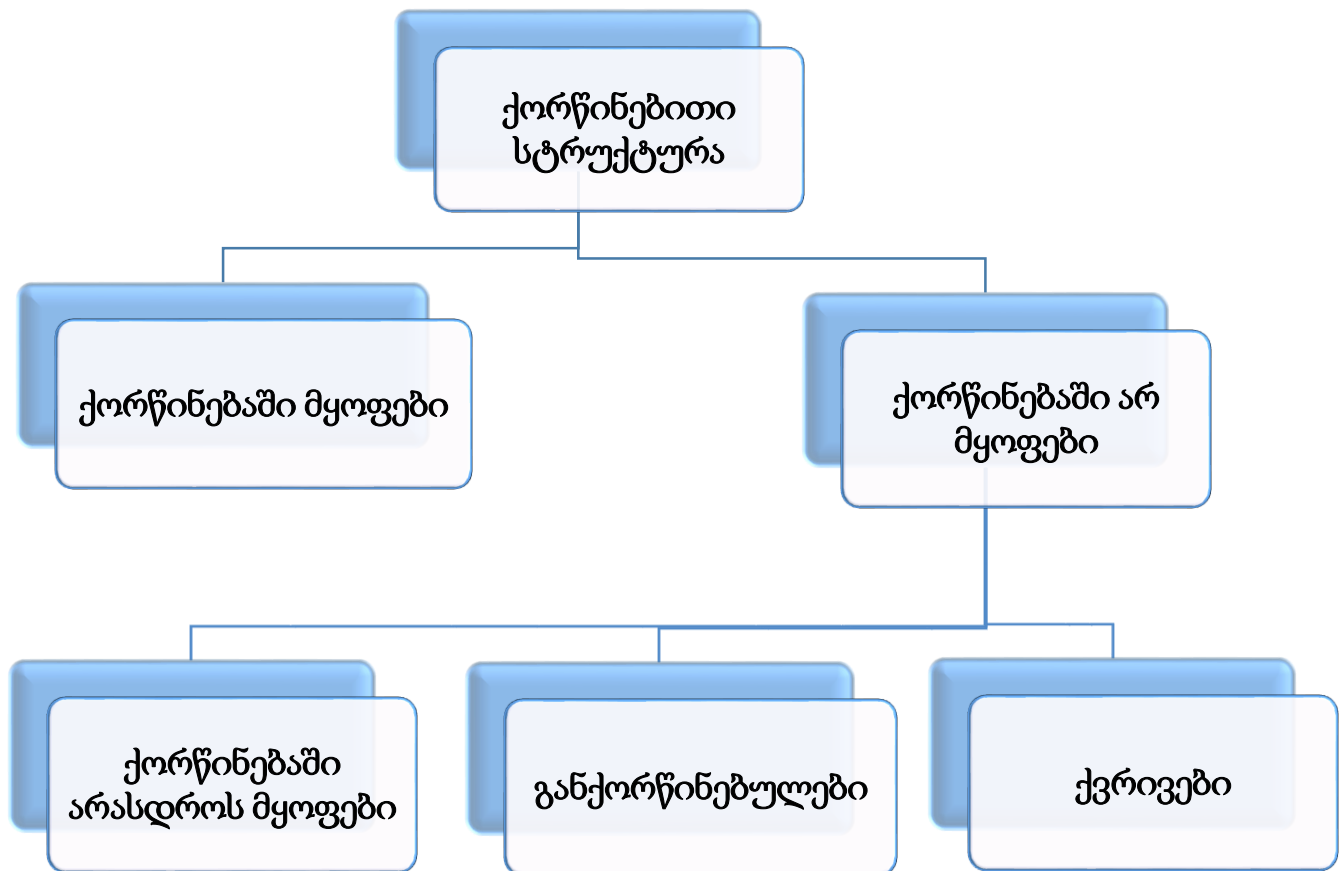 ქორწინებითი
სტრუქტურა
ქორწინებაში მყოფები
ქორწინებაში არ
მყოფები
ქორწინებაში
არასდროს მყოფები
განქორწინებულები
ქვრივები